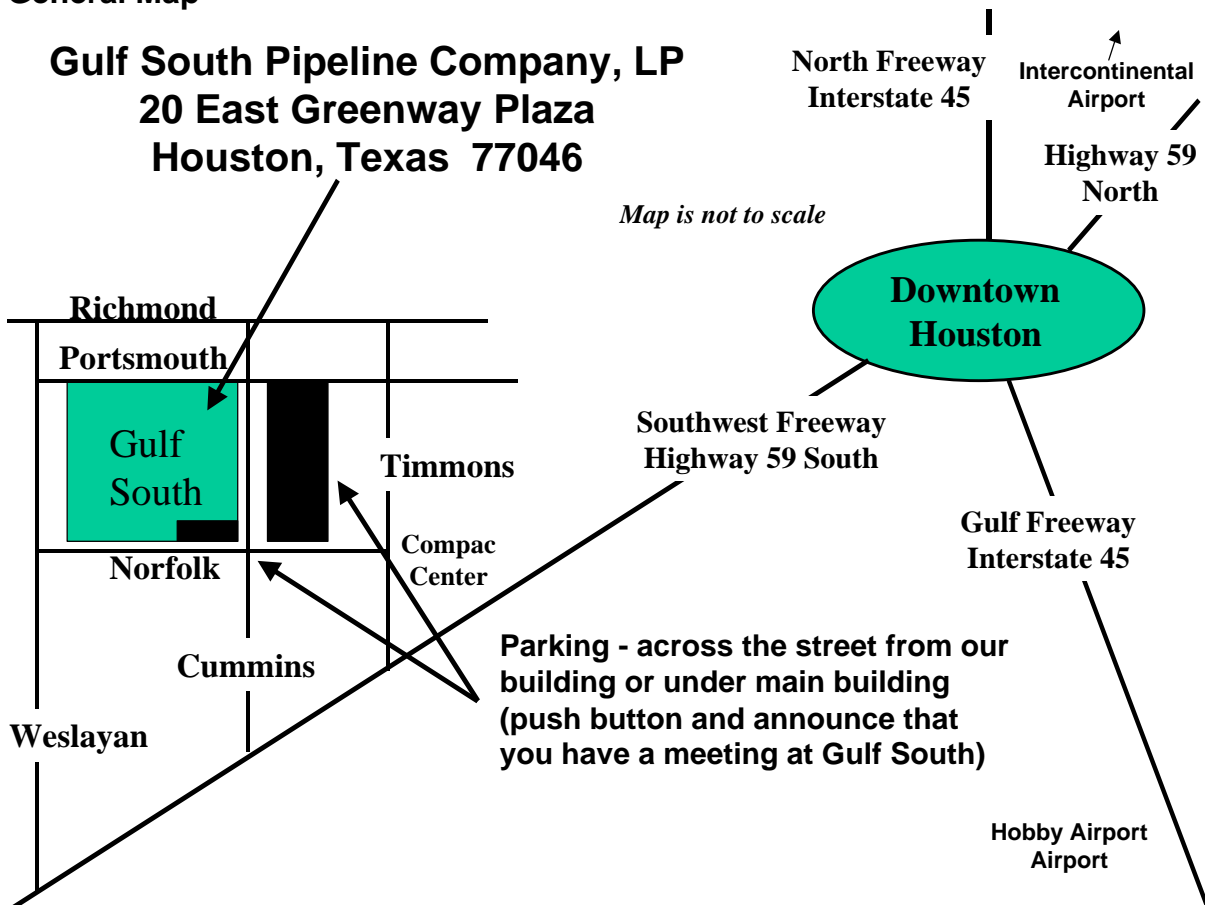 General Map
Gulf South Pipeline Company, LP
20 East Greenway Plaza
Houston, Texas  77046
North Freeway
Interstate 45
Intercontinental
Airport
Highway 59
North
Map is not to scale
Downtown
Houston
Richmond
Portsmouth
Gulf
South
Timmons
Southwest Freeway
Highway 59 South
Compac
Center
Norfolk
Gulf Freeway
Interstate 45
Cummins
Weslayan
Parking - across the street from our
building or under main building
(push button and announce that
you have a meeting at Gulf South)
Hobby Airport
Airport